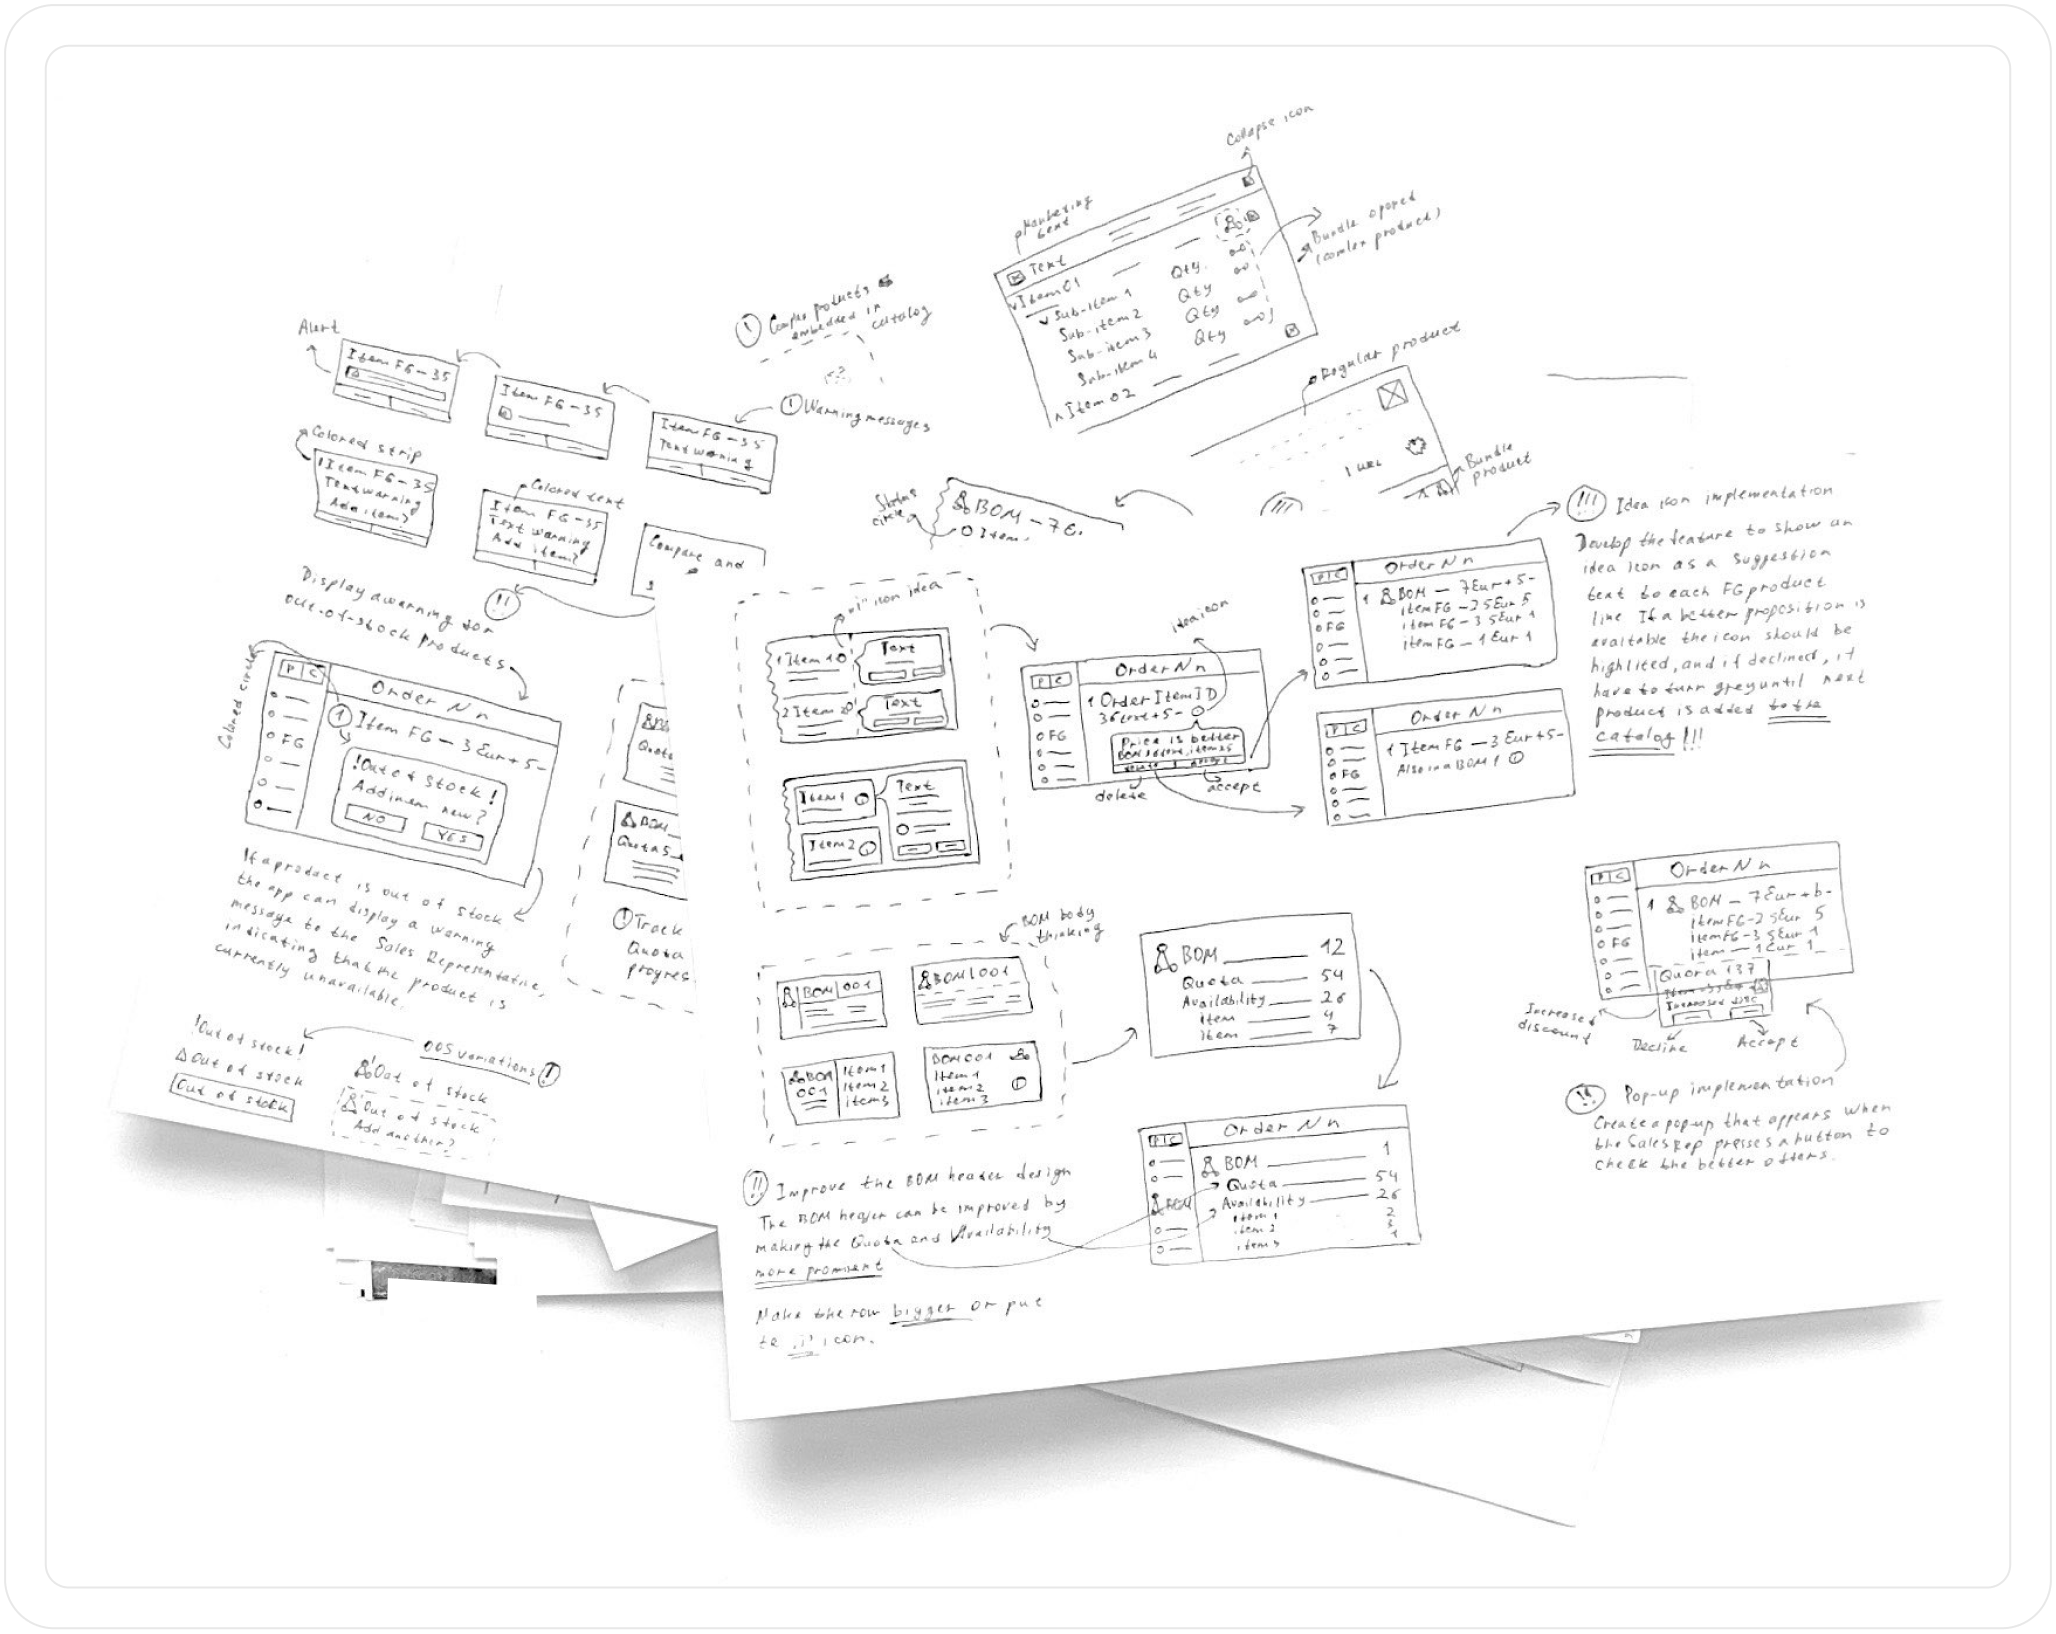 Collapse icon
Text
Item 01
Sub-item 1
Sub-item 2
Sub-item 3
Sub-item 4
Qty.
Qty
Qty
Qty
Item 02
Bundle opened
product)
Regular product
Bundle
product
products
embedded in
catalog
Warning messages
Alert
Item FG-35
Item FG-35
Item FG-35
Text warning
Colored strip
Item FG-35
Text warning
Add item?
Colored text
Item FG-35
Text warning
Add item?
Compare and
!!
Display a warning for
out-of-stock products
Colored circle
P C
Order Nn
FG
1 Item FG - 3 Eur + 5 -
!Out of stock!
new?
NO
YES
If a product is out of stock
the app can display a warning
message to the Sales Representative,
indicating that the product is
currently unavailable.
OOS variations !
!Out of stock!
Out of stock
Out of stock
Out of stock
Out of stock
Add another?
Quota
BOM
Quota 5
! Track
Quota
progres
Status
circle
BOM - 7 E.
Item
"i" icon idea
1 Item 1
Text
2 Item 2
Text
Item 1
Item 2
Text
idea icon
P C
Order Nn
1 Order Item ID
FG
Price is better
delete
accept
P C
Order Nn
1 BOM - 7 Eur + 5 -
item FG - 2 5 Eur 5
item FG - 3 5 Eur 1
item FG - 1 Eur 1
FG
P C
Order Nn
1 Item FG - 3 Eur + 5 -
Also in a BOM 1
FG
!!! Idea icon implementation
Develop the feature to show an
idea icon as a suggestion
text to each FG product
line If a better proposition is
available the icon should be
highlited, and if declined, it
have to turn grey until next
product is added to the
catalog!!!
BOM body
thinking
BOM 001
BOM 001
BOM
001
Item 1
Item 2
Item 3
BOM 001
Item 1
Item 2
Item 3
BOM 12
Quota 54
Availability 26
item 4
item 7
P C
Order Nn
BOM 1
Quota 54
Availability 26
item 1 2
item 2 3
item 3 1
BOM
!! Improve the BOM header design
The BOM header can be improved by
making the Quota and Availability
more prominent
Make the row bigger or put
to "i" icon.
P C
Order Nn
1 BOM - 7 Eur + 6 -
item FG-2 5 Eur 5
item FG-3 5 Eur 1
item - 1 Eur 1
FG
Quota 137
Increase
discount
Decline
Accept
!! Pop-up implementation
Create a pop-up that appears when
the Sales Rep presses a button to
check the better offers.